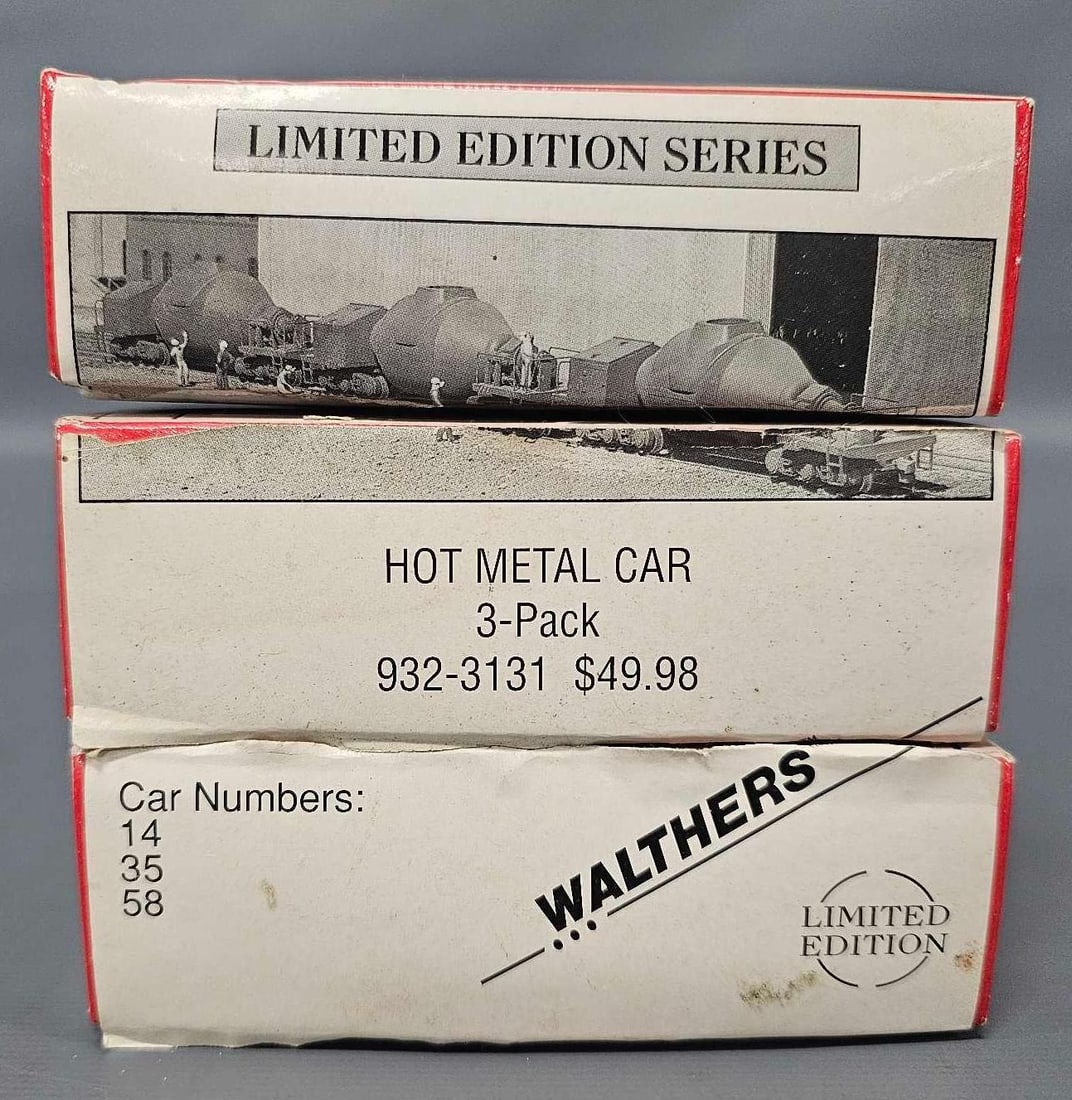 LIMITED EDITION SERIES
HOT METAL CAR
3-Pack
932-3131 $49.98
Car Numbers:
14
35
58
WALTHERS
LIMITED
EDITION